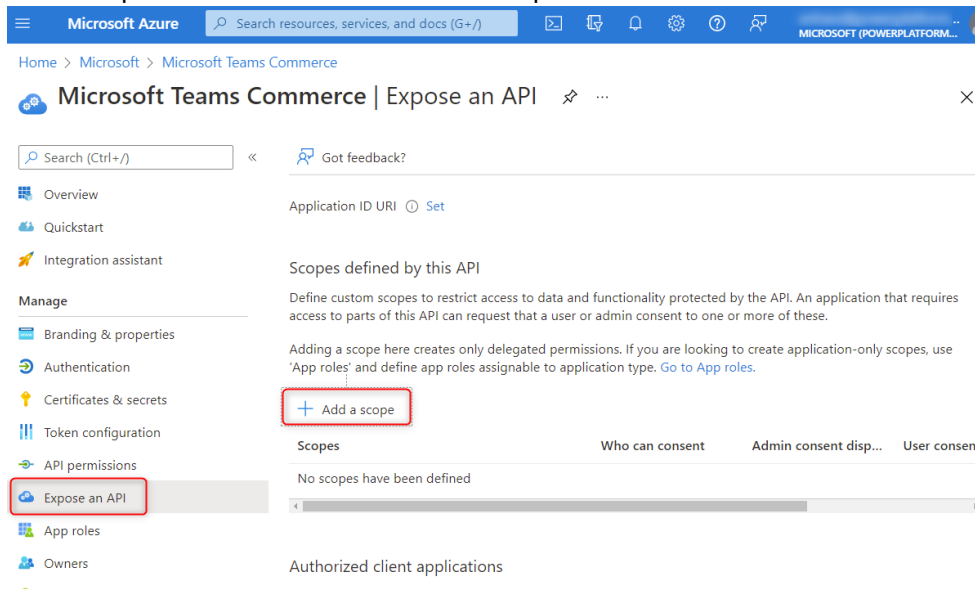 Microsoft Azure
Search resources, services, and docs (G+/)
MICROSOFT (POWERPLATFORM...
Home > Microsoft > Microsoft Teams Commerce
Microsoft Teams Commerce | Expose an API
Search (Ctrl+/)
Got feedback?
Overview
Quickstart
Integration assistant
Manage
Branding & properties
Authentication
Certificates & secrets
Token configuration
API permissions
Expose an API
App roles
Owners
Application ID URI Set
Scopes defined by this API
Define custom scopes to restrict access to data and functionality protected by the API. An application that requires
access to parts of this API can request that a user or admin consent to one or more of these.
Adding a scope here creates only delegated permissions. If you are looking to create application-only scopes, use
'App roles' and define app roles assignable to application type. Go to App roles.
Add a scope
Scopes Who can consent Admin consent disp... User consen
No scopes have been defined
Authorized client applications